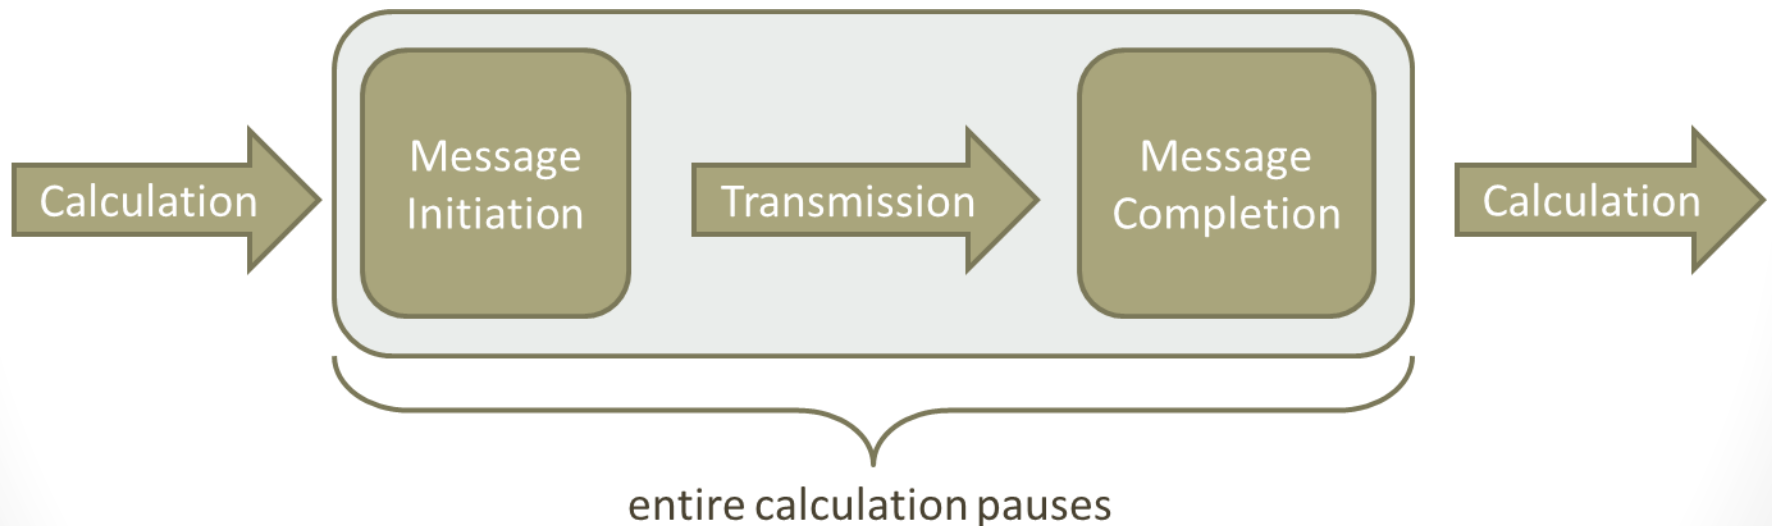 Calculation
Message
Initiation
Transmission
Message
Completion
Calculation
entire calculation pauses